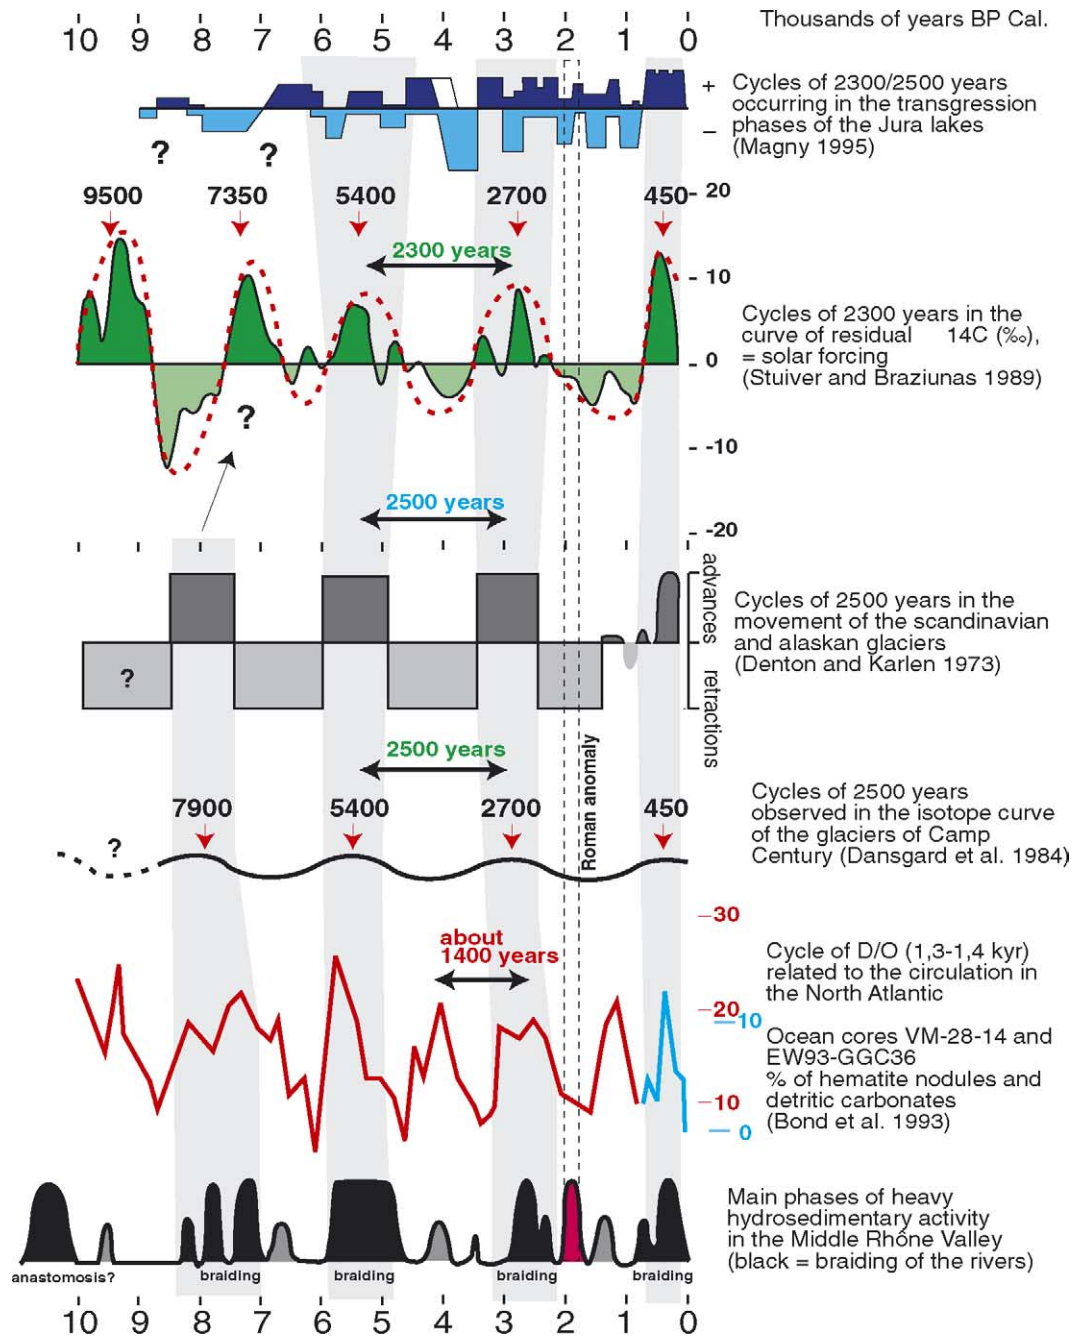 Thousands of years BP Cal.
10 9 8 7 6 5 4 3 2 1 0
+
−
Cycles of 2300/2500 years
occurring in the transgression
phases of the Jura lakes
(Magny 1995)
? ?
9500 7350 5400 2700 450
20
10
0
-10
-20
2300 years
Cycles of 2300 years in the
curve of residual 14C (‰),
= solar forcing
(Stuiver and Braziunas 1989)
?
2500 years
advances
retractions
Cycles of 2500 years in the
movement of the scandinavian
and alaskan glaciers
(Denton and Karlen 1973)
?
2500 years
Roman anomaly
7900 5400 2700 450
?
Cycles of 2500 years
observed in the isotope curve
of the glaciers of Camp
Century (Dansgard et al. 1984)
30
20
10
10
0
about
1400 years
Cycle of D/O (1,3-1,4 kyr)
related to the circulation in
the North Atlantic
Ocean cores VM-28-14 and
EW93-GGC36
% of hematite nodules and
detritic carbonates
(Bond et al. 1993)
Main phases of heavy
hydrosedimentary activity
in the Middle Rhône Valley
(black = braiding of the rivers)
anastomosis? braiding braiding braiding braiding
10 9 8 7 6 5 4 3 2 1 0